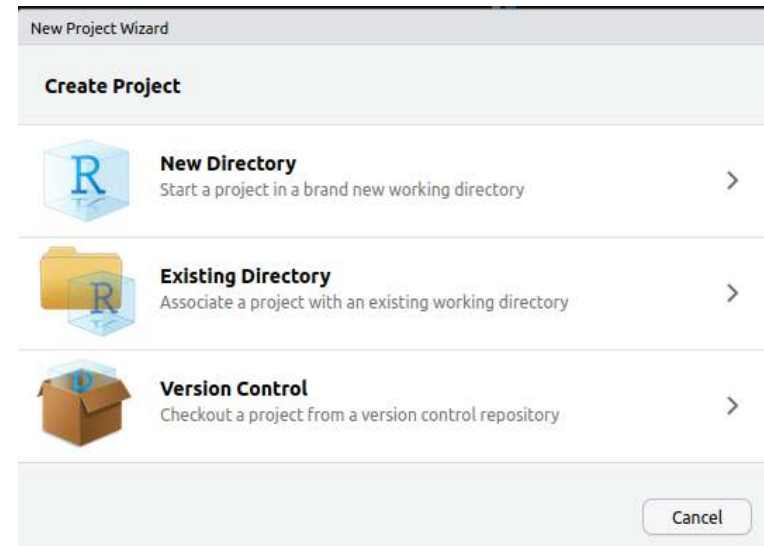 New Project Wizard
Create Project
R
New Directory
Start a project in a brand new working directory
R
Existing Directory
Associate a project with an existing working directory
Version Control
Checkout a project from a version control repository
Cancel